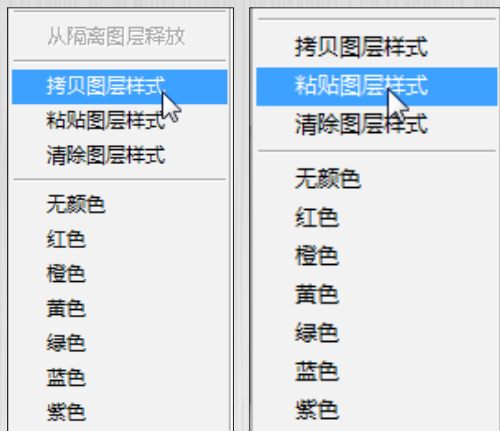 从隔离图层释放
拷贝图层样式
粘贴图层样式
清除图层样式
无颜色
红色
橙色
黄色
绿色
蓝色
紫色
拷贝图层样式
粘贴图层样式
清除图层样式
无颜色
红色
橙色
黄色
绿色
蓝色
紫色